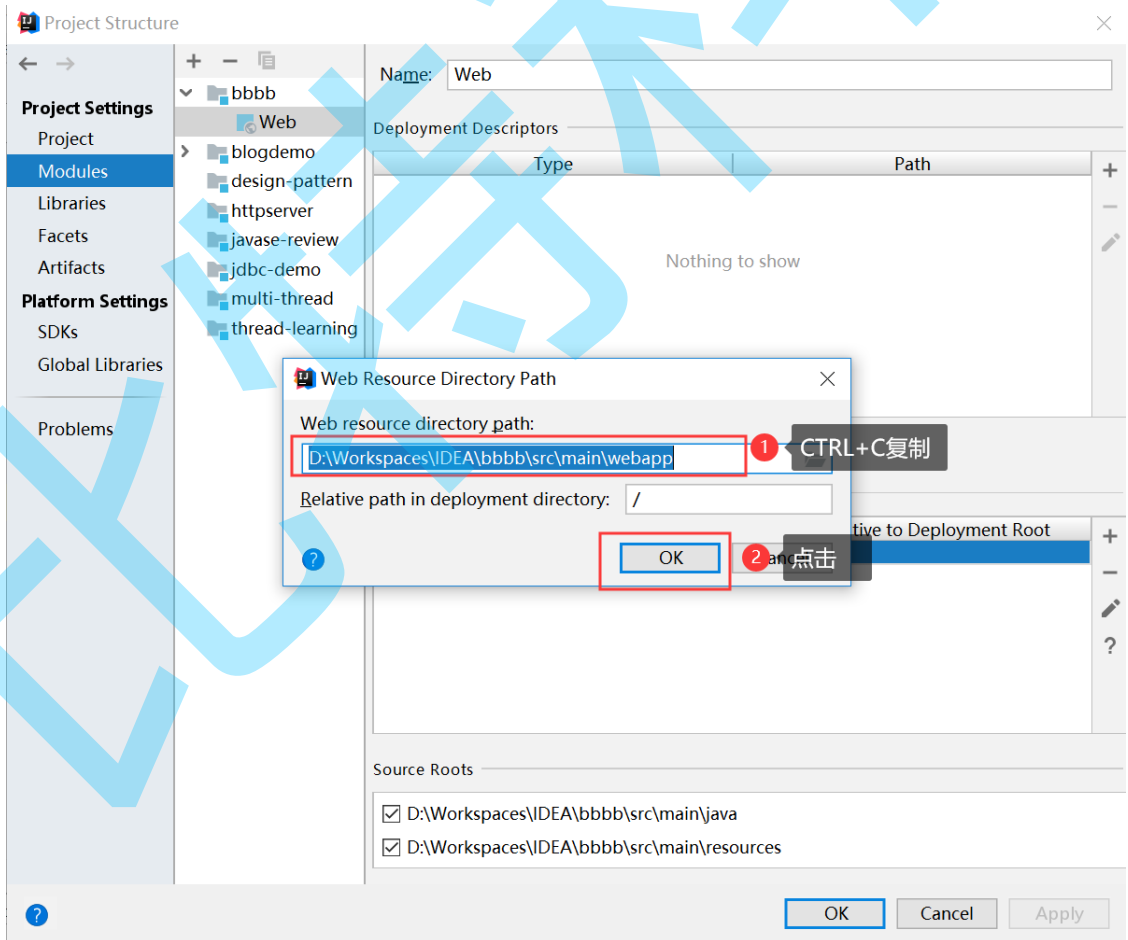 Project Structure
Project Settings
Project
Modules
Libraries
Facets
Artifacts
Platform Settings
SDKs
Global Libraries
Problems
bbbb
Web
blogdemo
design-pattern
httpserver
javase-review
jdbc-demo
multi-thread
thread-learning
Name: Web
Deployment Descriptors
Type Path
Nothing to show
Web Resource Directory Path
Web resource directory path:
D:\Workspaces\IDEA\bbbb\src\main\webapp
1 CTRL+C复制
Relative path in deployment directory: /
OK
2 点击
tive to Deployment Root
Source Roots
D:\Workspaces\IDEA\bbbb\src\main\java
D:\Workspaces\IDEA\bbbb\src\main\resources
OK Cancel Apply